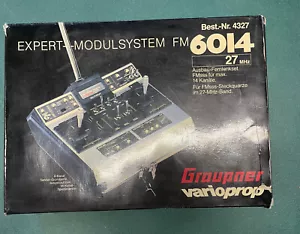 Best.-Nr. 4327
EXPERT-MODULSYSTEM FM 6014
27 MHz
Ausbau-Fernlenkset
FMsss für max.
14 Kanäle.
Für FMsss-Steckquarze
im 27-MHz-Band.
Graupner
varioprop